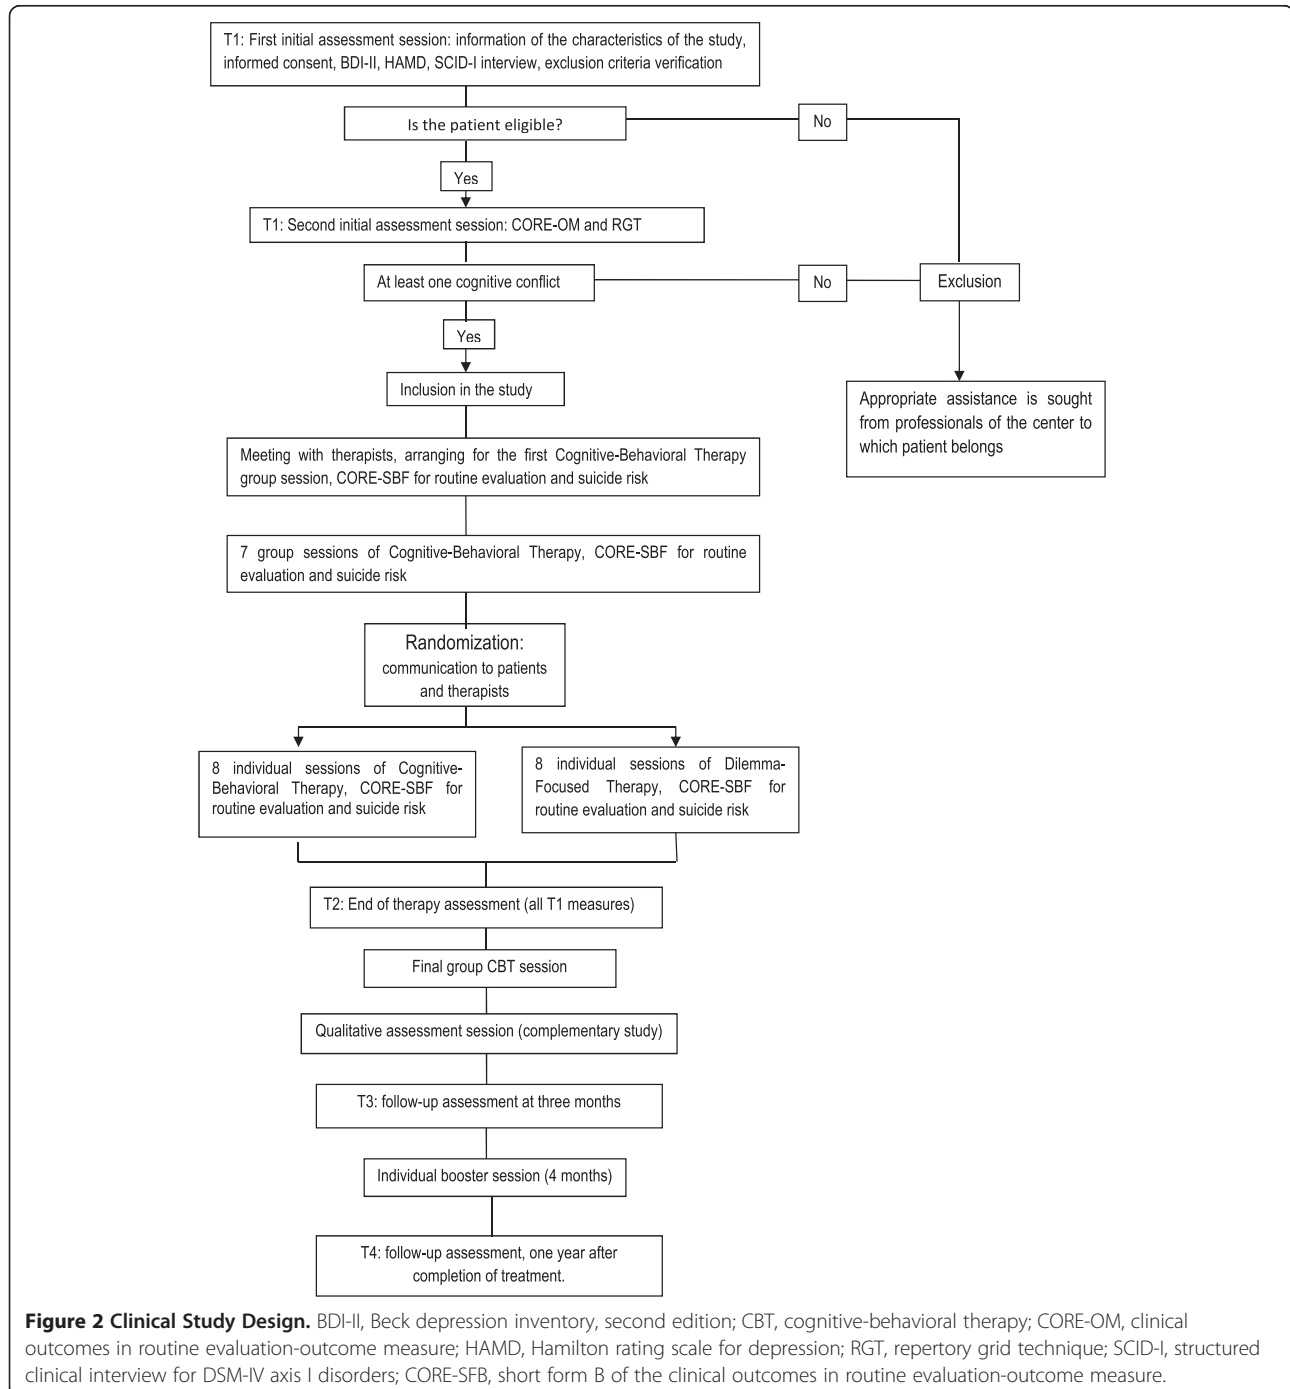 T1: First initial assessment session: information of the characteristics of the study,
informed consent, BDI-II, HAMD, SCID-I interview, exclusion criteria verification
Is the patient eligible?
No
Yes
T1: Second initial assessment session: CORE-OM and RGT
At least one cognitive conflict
No
Exclusion
Yes
Inclusion in the study
Appropriate assistance is sought
from professionals of the center to
which patient belongs
Meeting with therapists, arranging for the first Cognitive-Behavioral Therapy
group session, CORE-SBF for routine evaluation and suicide risk
7 group sessions of Cognitive-Behavioral Therapy, CORE-SBF for routine
evaluation and suicide risk
Randomization:
communication to patients
and therapists
8 individual sessions of Cognitive-
Behavioral Therapy, CORE-SBF for
routine evaluation and suicide risk
8 individual sessions of Dilemma-
Focused Therapy, CORE-SBF for
routine evaluation and suicide risk
T2: End of therapy assessment (all T1 measures)
Final group CBT session
Qualitative assessment session (complementary study)
T3: follow-up assessment at three months
Individual booster session (4 months)
T4: follow-up assessment, one year after
completion of treatment.
Figure 2 Clinical Study Design. BDI-II, Beck depression inventory, second edition; CBT, cognitive-behavioral therapy; CORE-OM, clinical
outcomes in routine evaluation-outcome measure; HAMD, Hamilton rating scale for depression; RGT, repertory grid technique; SCID-I, structured
clinical interview for DSM-IV axis I disorders; CORE-SFB, short form B of the clinical outcomes in routine evaluation-outcome measure.